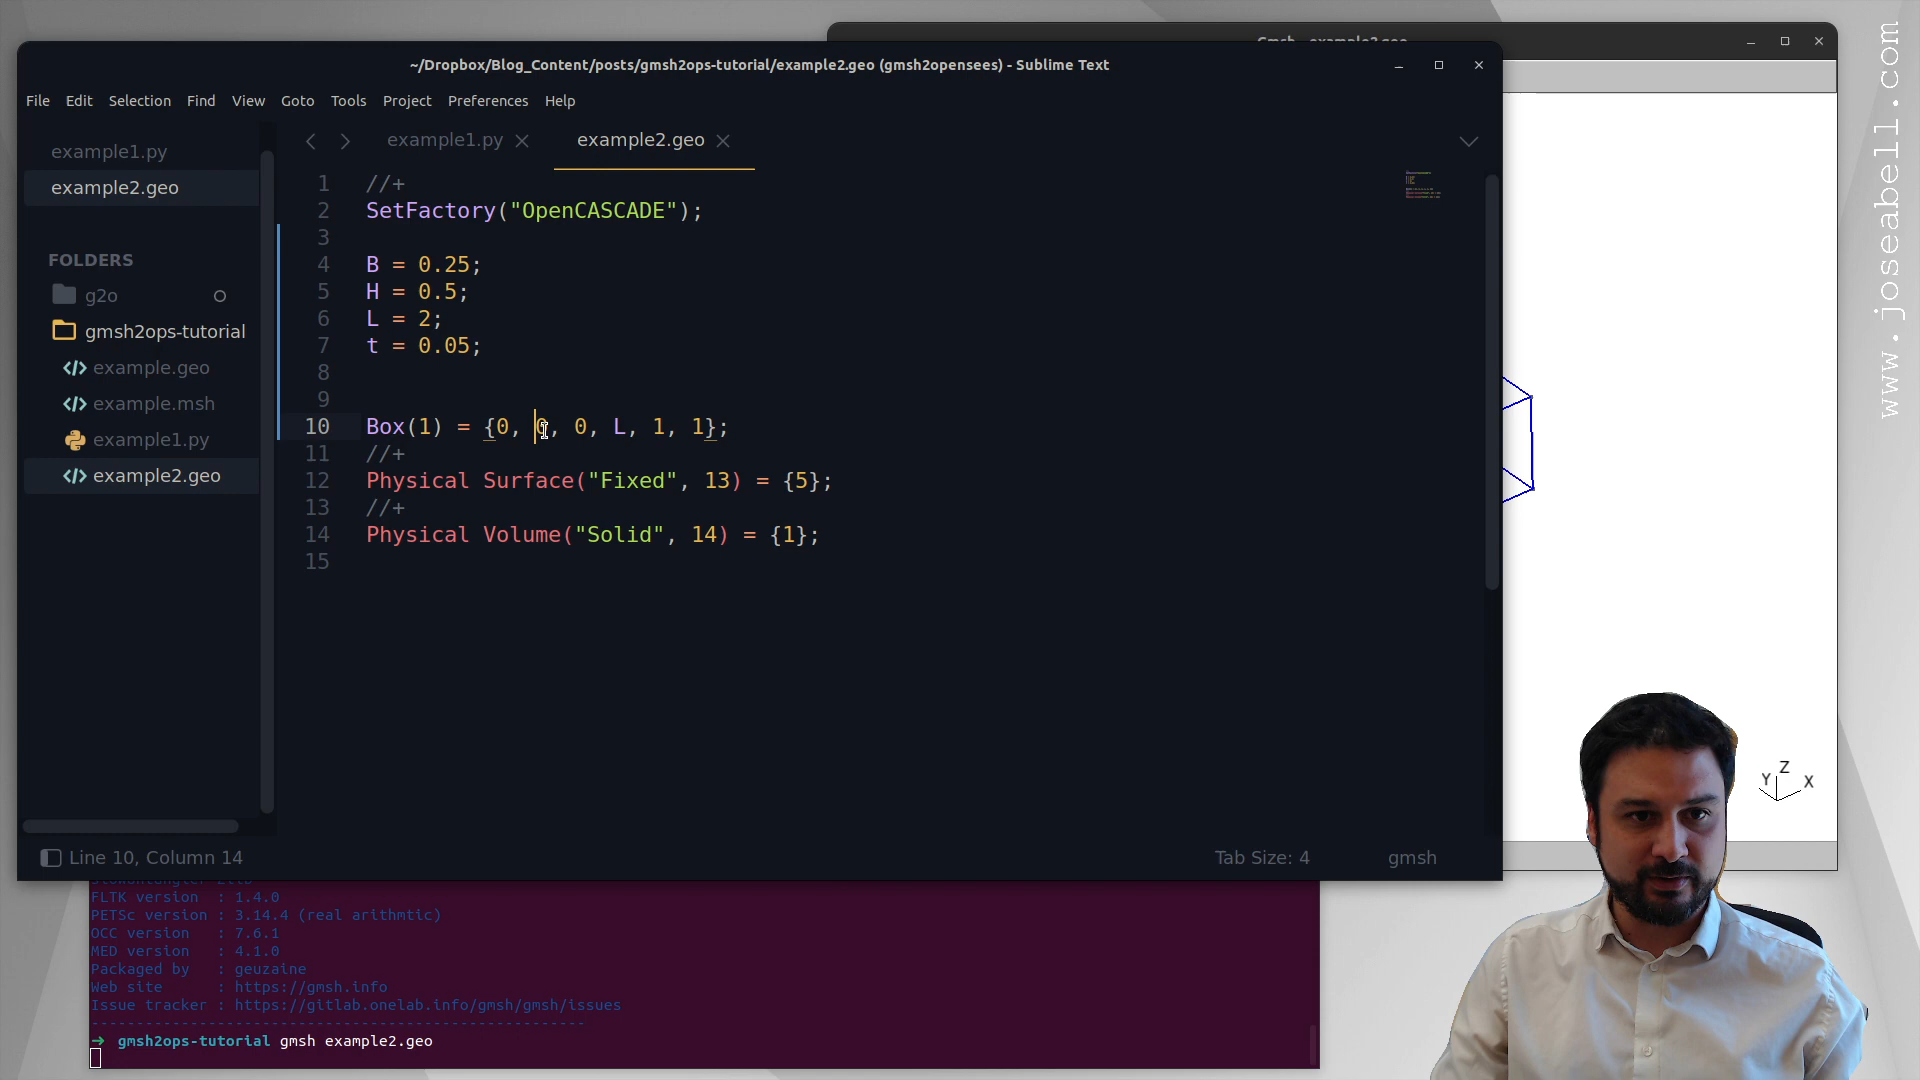 Gmsh - example2.geo
~/Dropbox/Blog_Content/posts/gmsh2ops-tutorial/example2.geo (gmsh2opensees) - Sublime Text
File Edit Selection Find View Goto Tools Project Preferences Help
example1.py
example2.geo
FOLDERS
g2o
gmsh2ops-tutorial
example.geo
example.msh
example1.py
example2.geo
example1.py example2.geo
1 //+
2 SetFactory("OpenCASCADE");
3
4 B = 0.25;
5 H = 0.5;
6 L = 2;
7 t = 0.05;
8
9
10 Box(1) = {0, 0, 0, L, 1, 1};
11 //+
12 Physical Surface("Fixed", 13) = {5};
13 //+
14 Physical Volume("Solid", 14) = {1};
15
Line 10, Column 14 Tab Size: 4 gmsh
FLTK version : 1.4.0
PETSc version : 3.14.4 (real arithmtic)
OCC version : 7.6.1
MED version : 4.1.0
Packaged by : geuzaine
Web site : https://gmsh.info
Issue tracker : https://gitlab.onelab.info/gmsh/gmsh/issues
-------------------------------------------------------
➜ gmsh2ops-tutorial gmsh example2.geo
Z
Y X
www.joseabell.com